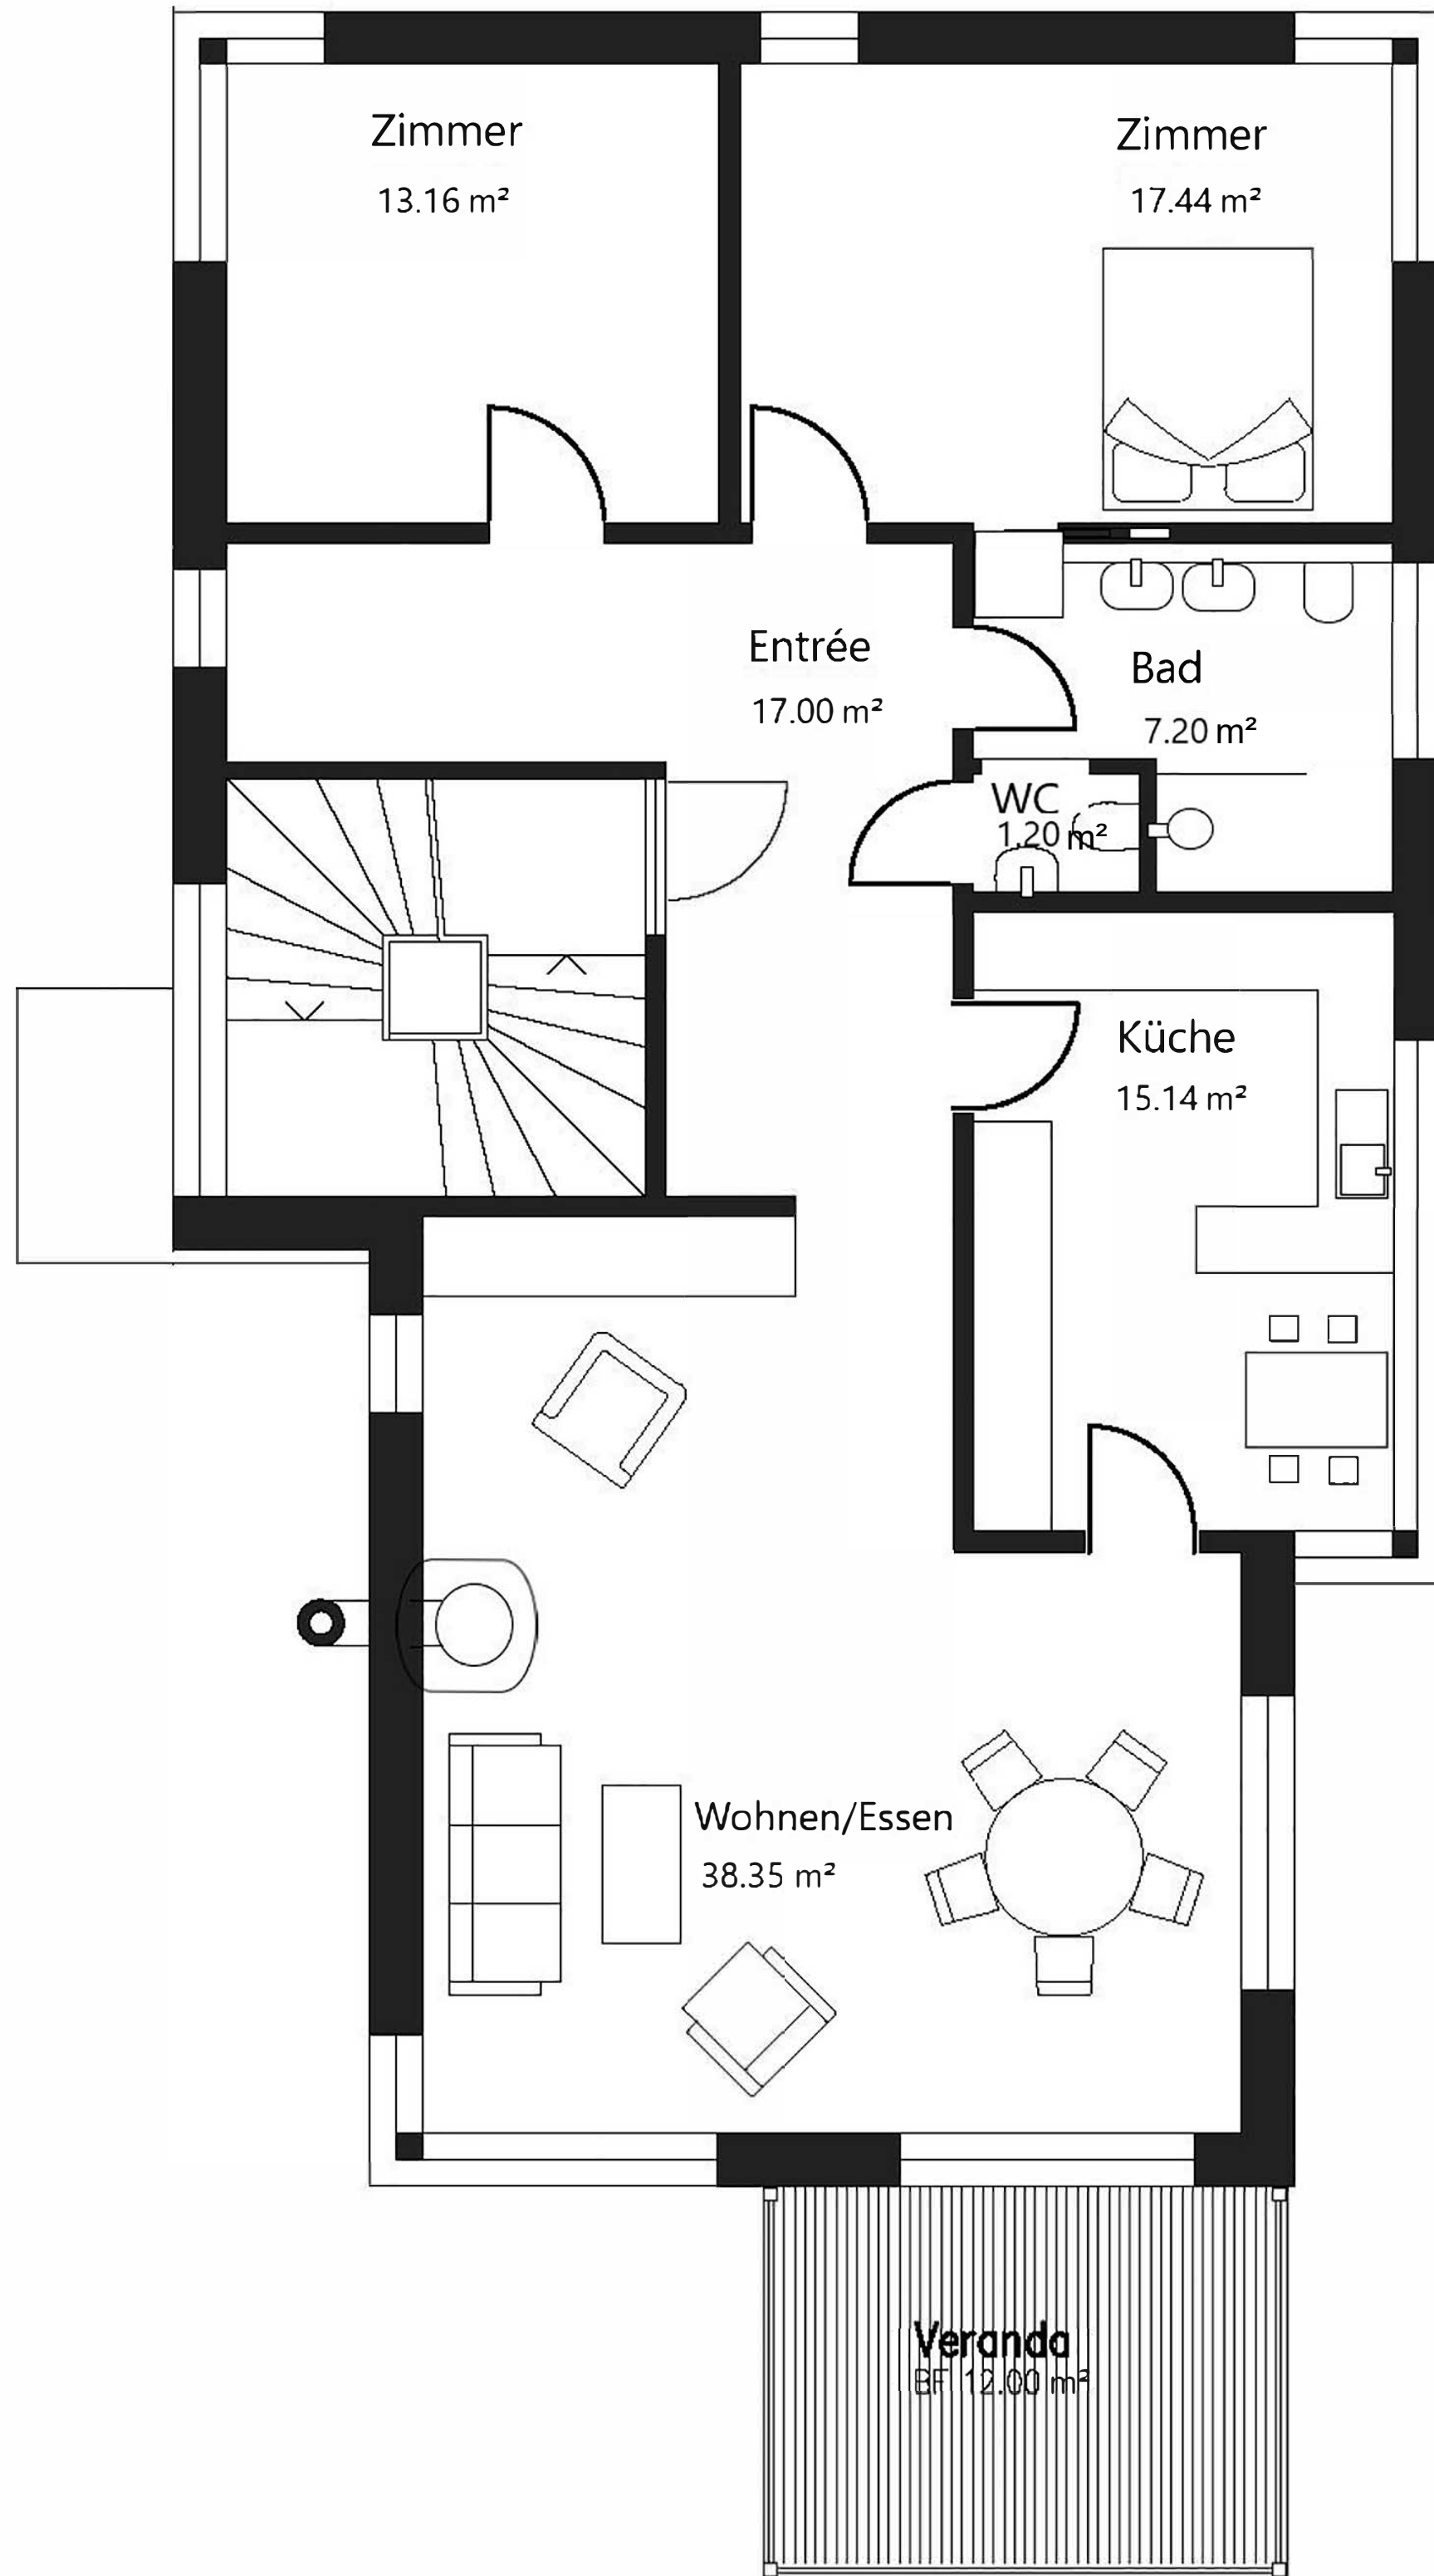 Zimmer
13.16 m²
Zimmer
17.44 m²
Entrée
17.00 m²
Bad
7.20 m²
WC
1.20 m²
Küche
15.14 m²
Wohnen/Essen
38.35 m²
Veranda
BF 12.00 m²